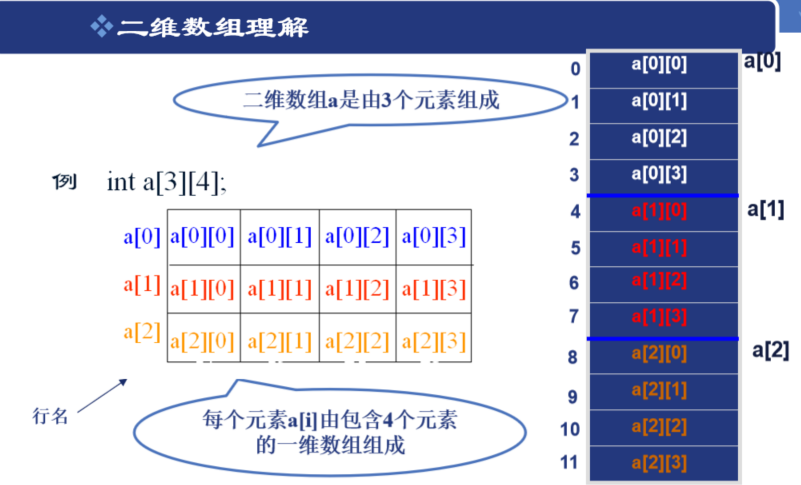 ❖二维数组理解
二维数组a是由3个元素组成
例 int a[3][4];
a[0] a[0][0] a[0][1] a[0][2] a[0][3]
a[1] a[1][0] a[1][1] a[1][2] a[1][3]
a[2] a[2][0] a[2][1] a[2][2] a[2][3]
行名
每个元素a[i]由包含4个元素
的一维数组组成
0 a[0][0] a[0]
1 a[0][1]
2 a[0][2]
3 a[0][3]
4 a[1][0] a[1]
5 a[1][1]
6 a[1][2]
7 a[1][3]
8 a[2][0] a[2]
9 a[2][1]
10 a[2][2]
11 a[2][3]